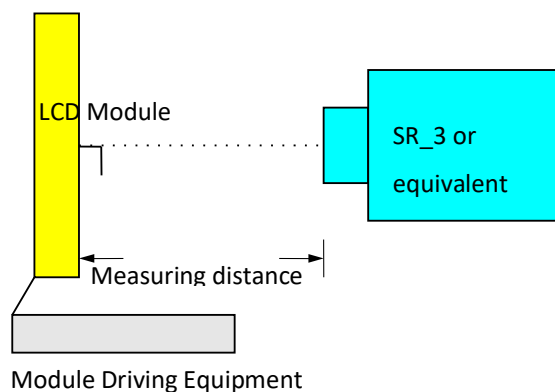 LCD Module
SR_3 or
equivalent
Measuring distance
Module Driving Equipment